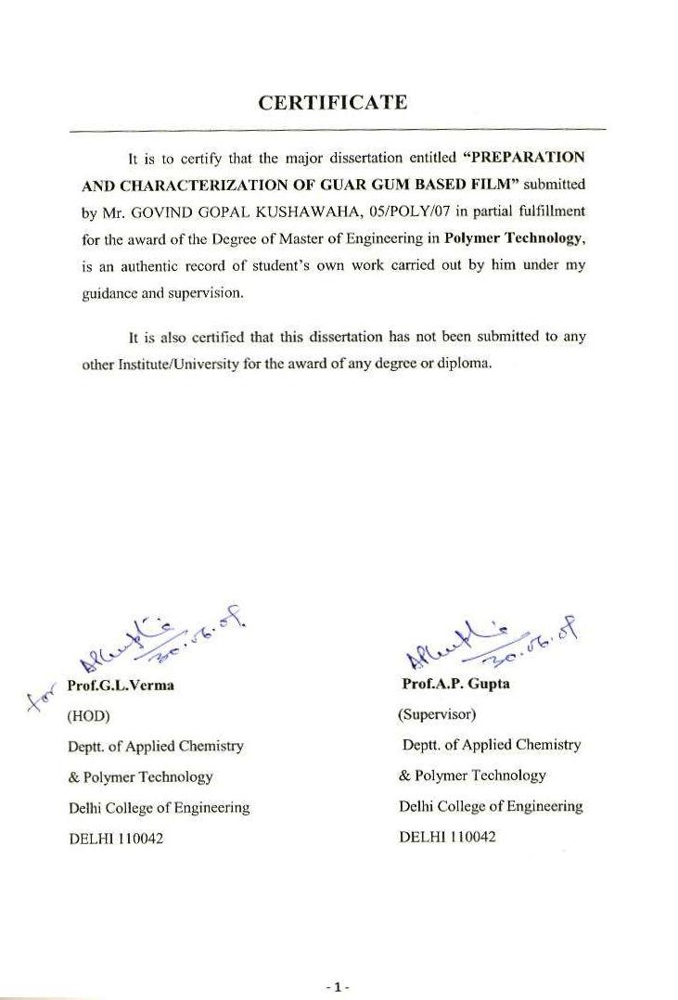 CERTIFICATE
It is to certify that the major dissertation entitled “PREPARATION
AND CHARACTERIZATION OF GUAR GUM BASED FILM” submitted
by Mr. GOVIND GOPAL KUSHAWAHA, 05/POLY/07 in partial fulfillment
for the award of the Degree of Master of Engineering in Polymer Technology,
is an authentic record of student’s own work carried out by him under my
guidance and supervision.
It is also certified that this dissertation has not been submitted to any
other Institute/University for the award of any degree or diploma.
APGupta
30.06.09.
for Prof.G.L.Verma
(HOD)
Deptt. of Applied Chemistry
& Polymer Technology
Delhi College of Engineering
DELHI 110042
APGupta
30.06.09
Prof.A.P. Gupta
(Supervisor)
Deptt. of Applied Chemistry
& Polymer Technology
Delhi College of Engineering
DELHI 110042
- 1 -